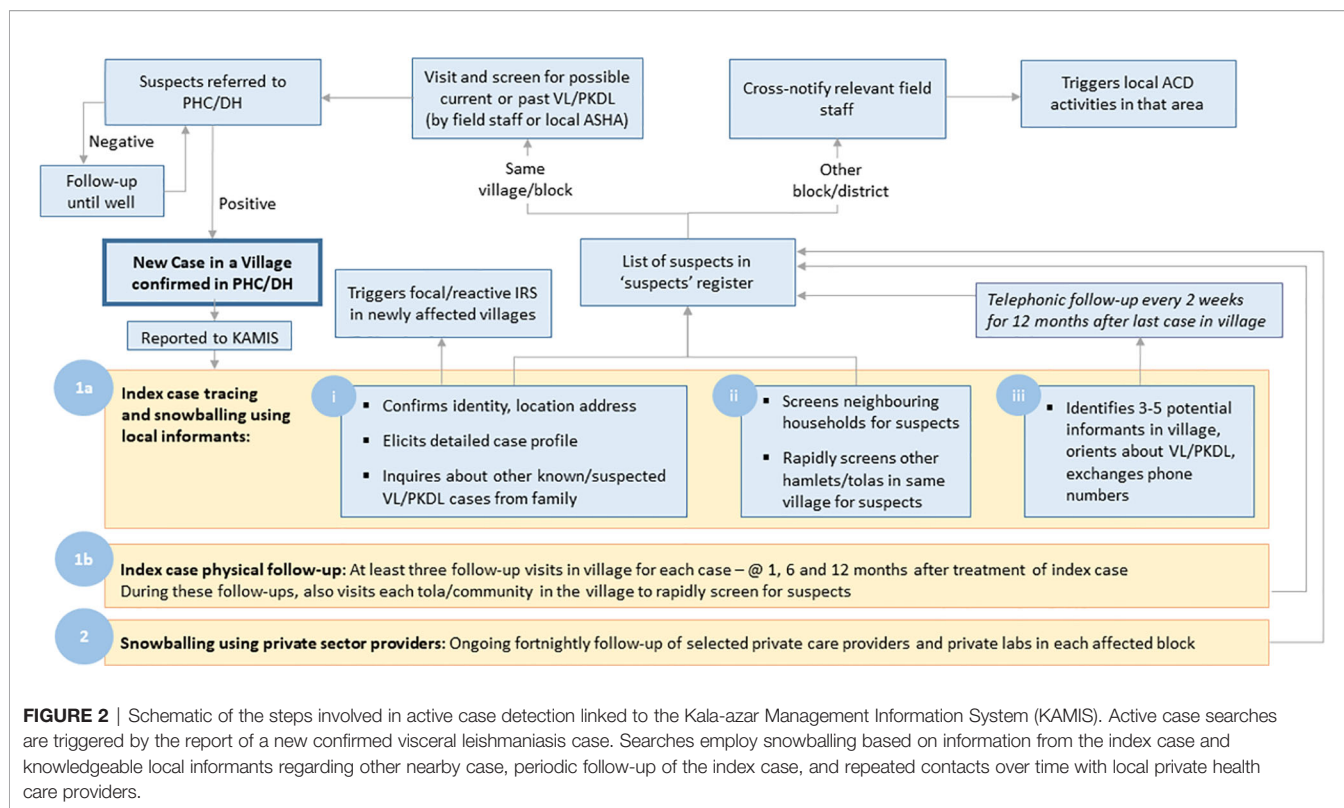 Suspects referred to
PHC/DH
Visit and screen for possible
current or past VL/PKDL
(by field staff or local ASHA)
Cross-notify relevant field
staff
Triggers local ACD
activities in that area
Negative
Follow-up
until well
Positive
Same
village/block
Other
block/district
New Case in a Village
confirmed in PHC/DH
Reported to KAMIS
Triggers focal/reactive IRS
in newly affected villages
List of suspects in
‘suspects’ register
Telephonic follow-up every 2 weeks
for 12 months after last case in village
1a
Index case tracing
and snowballing using
local informants:
i
▪ Confirms identity, location address
▪ Elicits detailed case profile
▪ Inquires about other known/suspected
VL/PKDL cases from family
ii
▪ Screens neighbouring
households for suspects
▪ Rapidly screens other
hamlets/tolas in same
village for suspects
iii
▪ Identifies 3-5 potential
informants in village,
orients about VL/PKDL,
exchanges phone
numbers
1b
Index case physical follow-up: At least three follow-up visits in village for each case – @ 1, 6 and 12 months after treatment of index case
During these follow-ups, also visits each tola/community in the village to rapidly screen for suspects
2
Snowballing using private sector providers: Ongoing fortnightly follow-up of selected private care providers and private labs in each affected block
FIGURE 2 | Schematic of the steps involved in active case detection linked to the Kala-azar Management Information System (KAMIS). Active case searches
are triggered by the report of a new confirmed visceral leishmaniasis case. Searches employ snowballing based on information from the index case and
knowledgeable local informants regarding other nearby case, periodic follow-up of the index case, and repeated contacts over time with local private health
care providers.